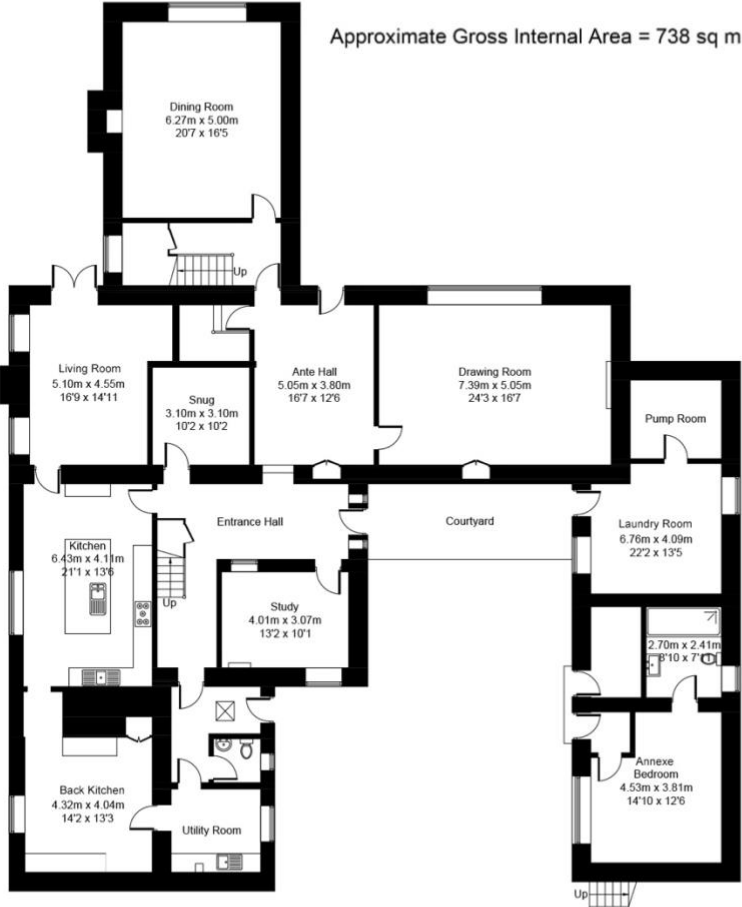 Approximate Gross Internal Area = 738 sq m
Dining Room
6.27m x 5.00m
20'7 x 16'5
Up
Living Room
5.10m x 4.55m
16'9 x 14'11
Snug
3.10m x 3.10m
10'2 x 10'2
Ante Hall
5.05m x 3.80m
16'7 x 12'6
Drawing Room
7.39m x 5.05m
24'3 x 16'7
Pump Room
Entrance Hall
Courtyard
Laundry Room
6.76m x 4.09m
22'2 x 13'5
Kitchen
6.43m x 4.11m
21'1 x 13'6
Up
Study
4.01m x 3.07m
13'2 x 10'1
2.70m x 2.41m
8'10 x 7'11
Back Kitchen
4.32m x 4.04m
14'2 x 13'3
Utility Room
Annexe
Bedroom
4.53m x 3.81m
14'10 x 12'6
Up